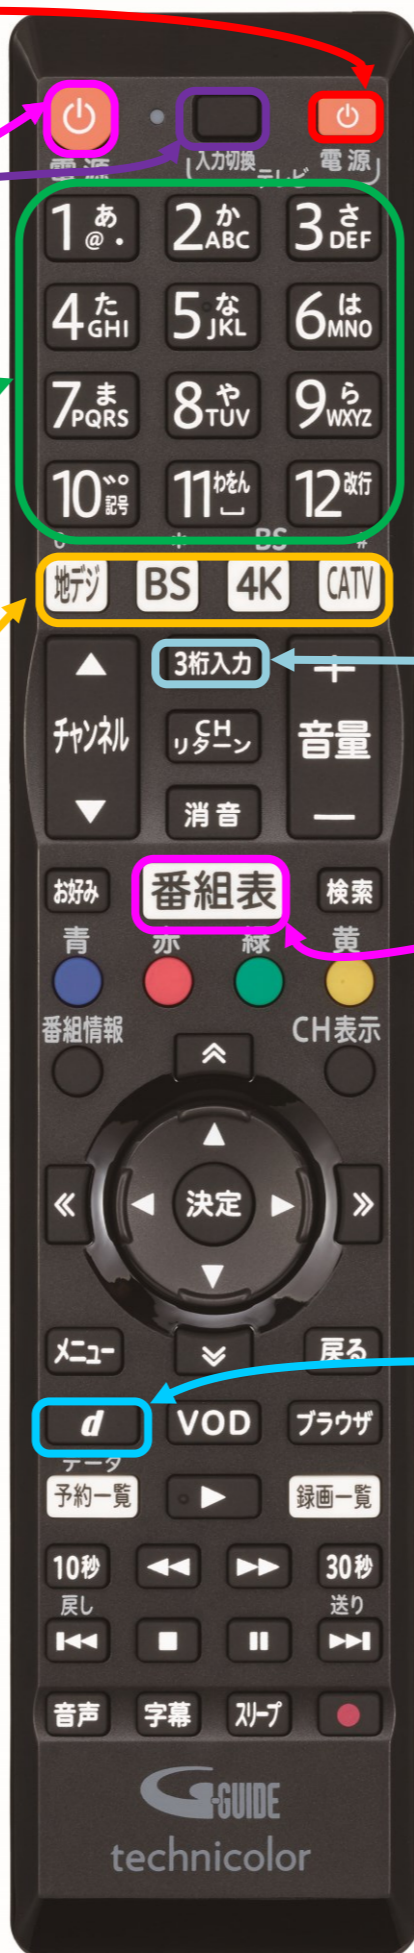 電源 入力切換 テレビ 電源
1 あ @. 2 か ABC 3 さ DEF
4 た GHI 5 な JKL 6 は MNO
7 ま PQRS 8 や TUV 9 ら WXYZ
10 ゛゜ 記号 11 わをん 12 改行
* BS #
地デジ BS 4K CATV
3桁入力 +
チャンネル CH リターン 音量
消音 −
お好み 番組表 検索
青 赤 緑 黄
番組情報 CH表示
決定
メニュー 戻る
d VOD ブラウザ
データ
予約一覧 録画一覧
10秒 30秒
戻し 送り
音声 字幕 スリープ
G-GUIDE
technicolor